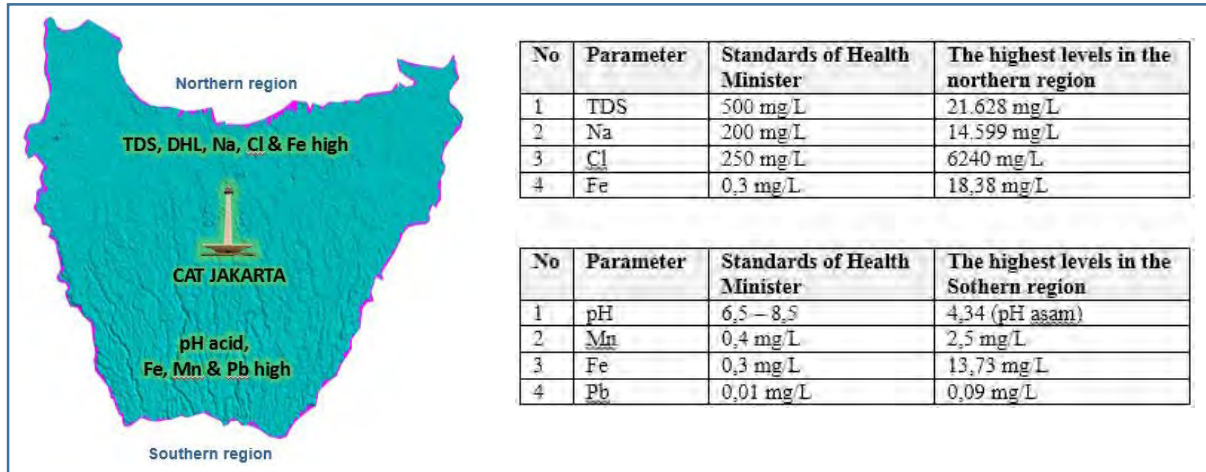 Northern region
TDS, DHL, Na, Cl & Fe high
CAT JAKARTA
pH acid,
Fe, Mn & Pb high
Southern region
No Parameter Standards of Health Minister The highest levels in the northern region
1 TDS 500 mg/L 21.628 mg/L
2 Na 200 mg/L 14.599 mg/L
3 Cl 250 mg/L 6240 mg/L
4 Fe 0,3 mg/L 18,38 mg/L
No Parameter Standards of Health Minister The highest levels in the Sothern region
1 pH 6,5 – 8,5 4,34 (pH asam)
2 Mn 0,4 mg/L 2,5 mg/L
3 Fe 0,3 mg/L 13,73 mg/L
4 Pb 0,01 mg/L 0,09 mg/L